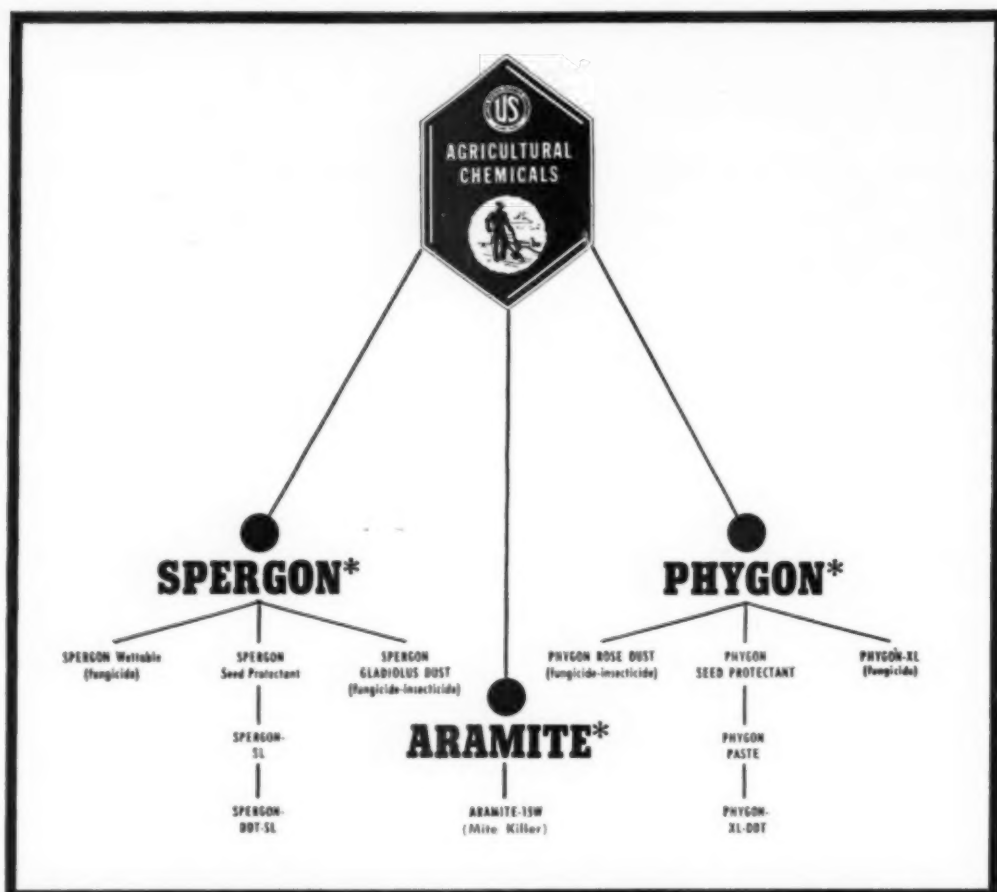 US
AGRICULTURAL
CHEMICALS
SPERGON*
PHYGON*
SPERGON Wettable
(fungicide)
SPERGON
Seed Protectant
SPERGON
GLADIOLUS DUST
(fungicide-insecticide)
PHYGON ROSE DUST
(fungicide-insecticide)
PHYGON
SEED PROTECTANT
PHYGON-XL
(fungicide)
SPERGON-
SL
SPERGON-
DDT-SL
ARAMITE*
ARAMITE-15W
(Mite Killer)
PHYGON
PASTE
PHYGON-
XL-DDT